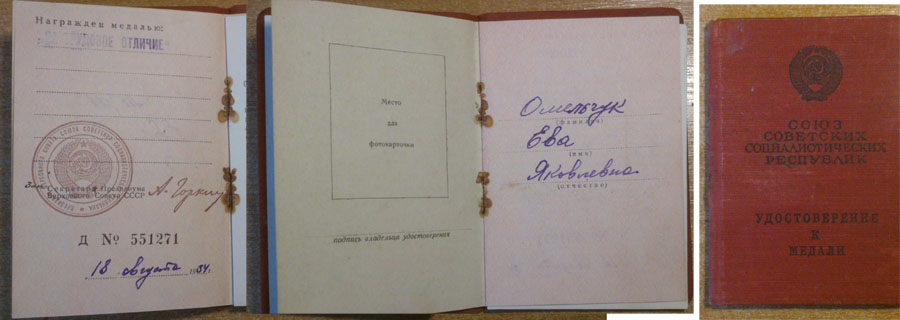 Награжден медалью:
"ЗА ТРУДОВОЕ ОТЛИЧИЕ"
Секретарь Президиума
Верховного Совета СССР
А. Горкин
Д № 551271
18 августа 1954г.
Место
для
фотокарточки
подпись владельца удостоверения
Омельчук
(фамилия)
Ева
(имя)
Яковлевна
(отчество)
СОЮЗ
СОВЕТСКИХ
СОЦИАЛИСТИЧЕСКИХ
РЕСПУБЛИК
УДОСТОВЕРЕНИЕ
К
МЕДАЛИ